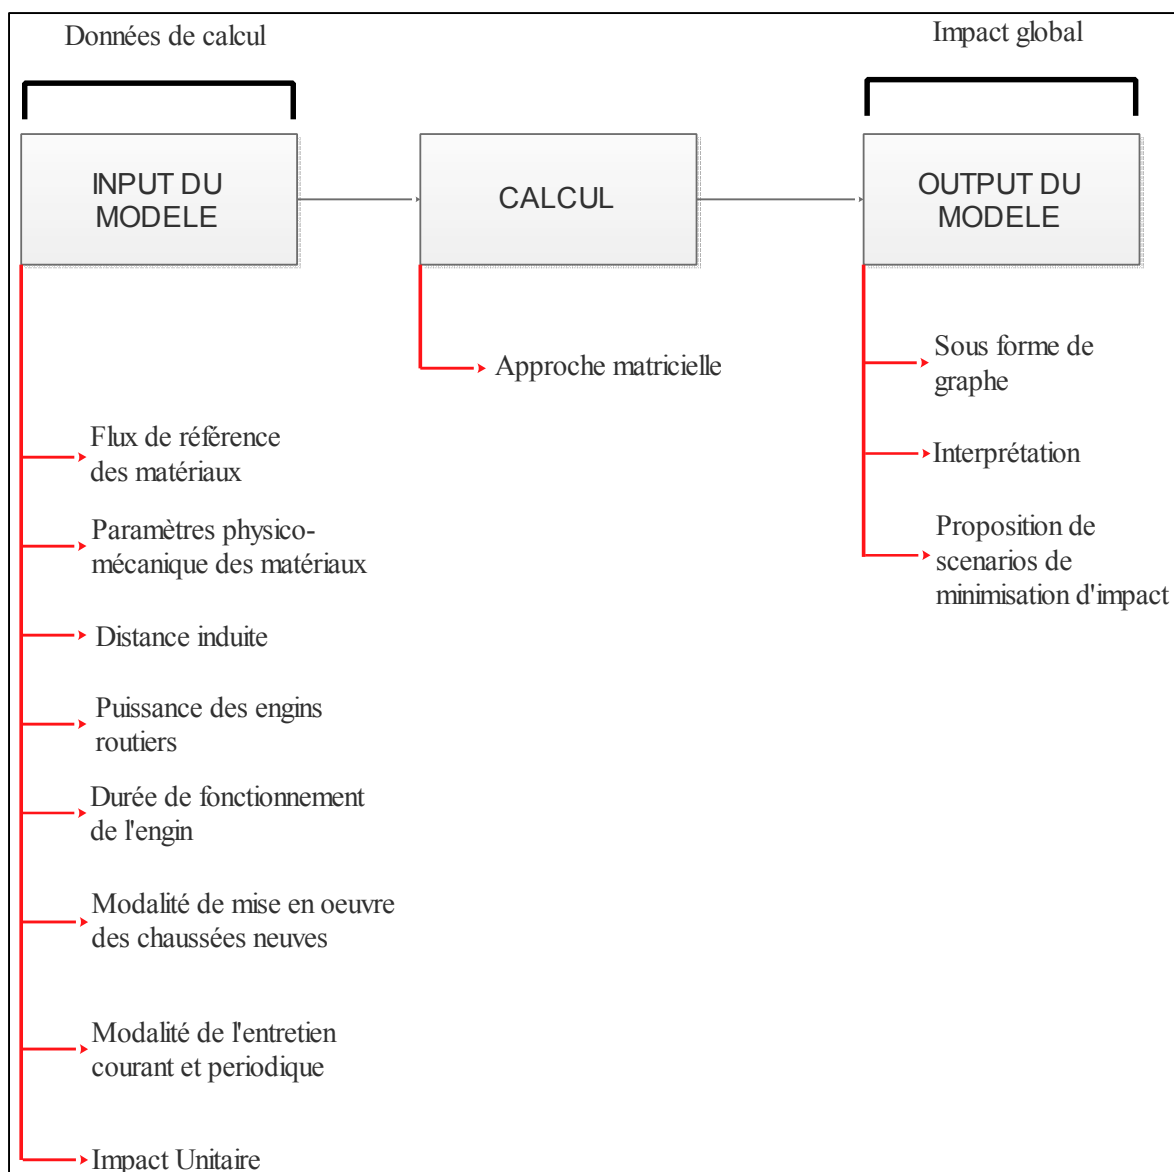 Données de calcul
Impact global
INPUT DU
MODELE
CALCUL
OUTPUT DU
MODELE
Approche matricielle
Sous forme de
graphe
Interprétation
Proposition de
scenarios de
minimisation d'impact
Flux de référence
des matériaux
Paramètres physico-
mécanique des matériaux
Distance induite
Puissance des engins
routiers
Durée de fonctionnement
de l'engin
Modalité de mise en oeuvre
des chaussées neuves
Modalité de l'entretien
courant et periodique
Impact Unitaire